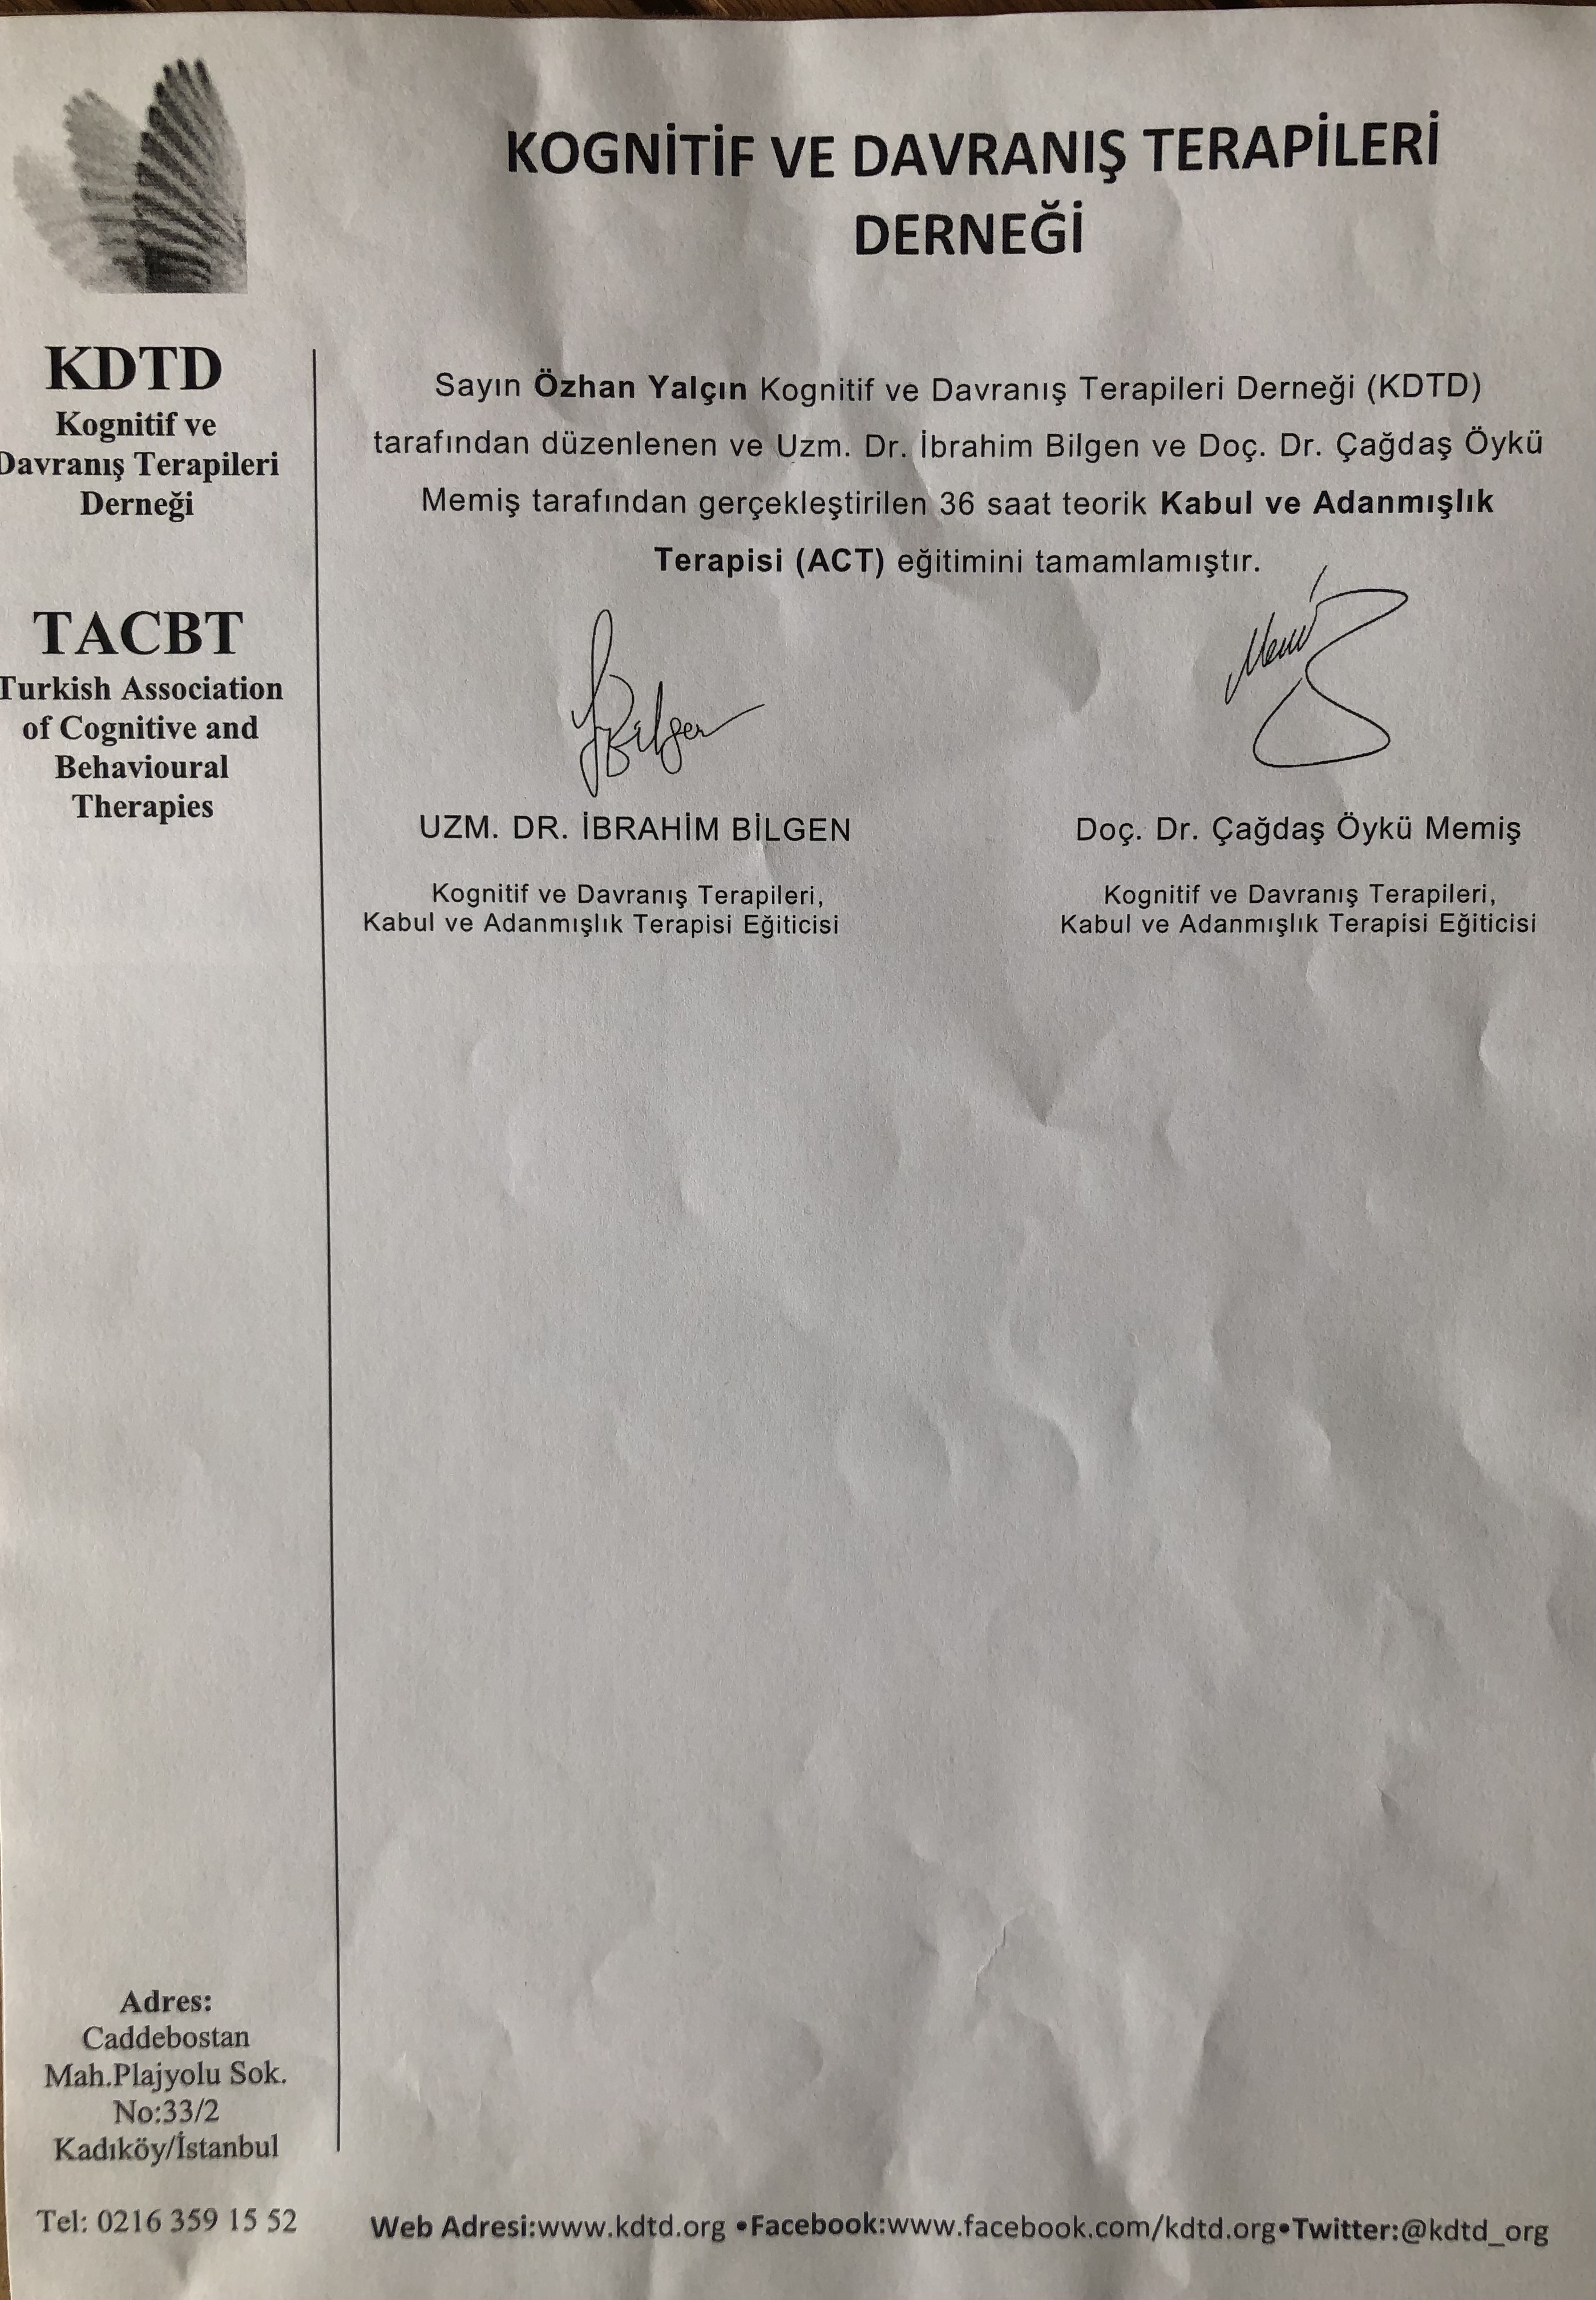 KOGNİTİF VE DAVRANIŞ TERAPİLERİ
DERNEĞİ
KDTD
Kognitif ve
Davranış Terapileri
Derneği
TACBT
Turkish Association
of Cognitive and
Behavioural
Therapies
Sayın Özhan Yalçın Kognitif ve Davranış Terapileri Derneği (KDTD)
tarafından düzenlenen ve Uzm. Dr. İbrahim Bilgen ve Doç. Dr. Çağdaş Öykü
Memiş tarafından gerçekleştirilen 36 saat teorik Kabul ve Adanmışlık
Terapisi (ACT) eğitimini tamamlamıştır.
UZM. DR. İBRAHİM BİLGEN
Kognitif ve Davranış Terapileri,
Kabul ve Adanmışlık Terapisi Eğiticisi
Doç. Dr. Çağdaş Öykü Memiş
Kognitif ve Davranış Terapileri,
Kabul ve Adanmışlık Terapisi Eğiticisi
Adres:
Caddebostan
Mah.Plajyolu Sok.
No:33/2
Kadıköy/İstanbul
Tel: 0216 359 15 52
Web Adresi:www.kdtd.org •Facebook:www.facebook.com/kdtd.org•Twitter:@kdtd_org